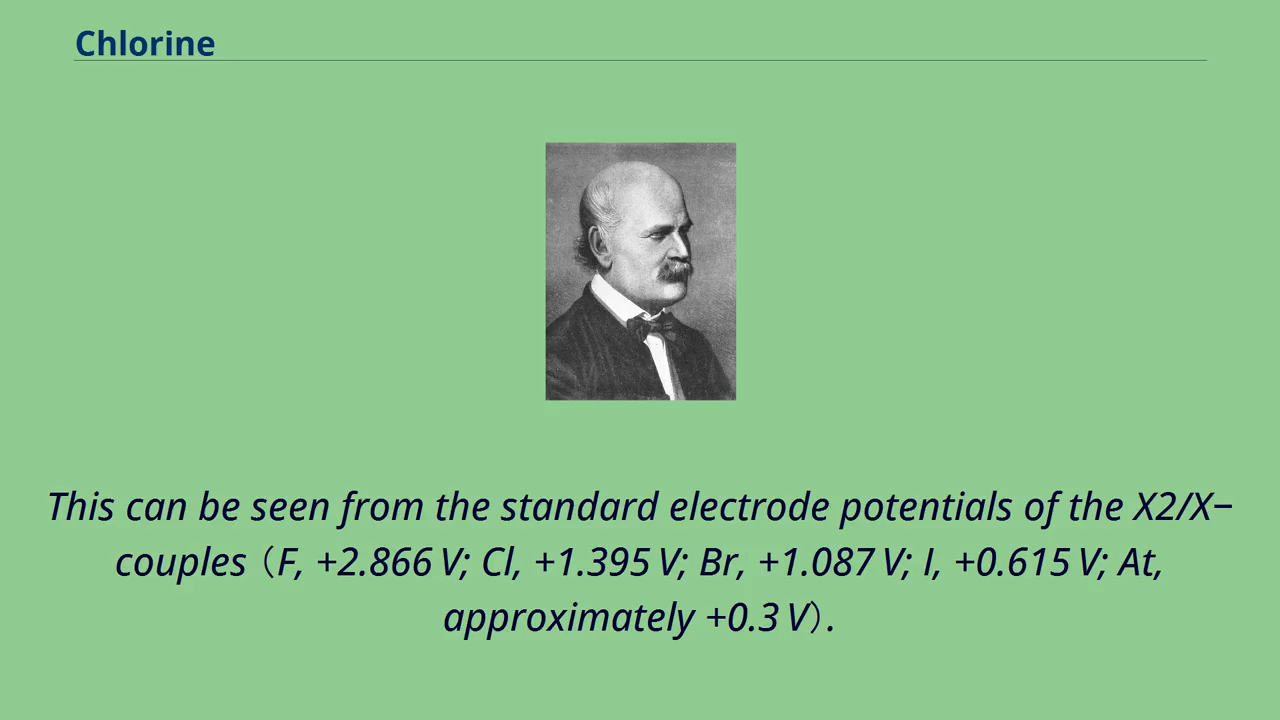 Chlorine
This can be seen from the standard electrode potentials of the X2/X−
couples (F, +2.866 V; Cl, +1.395 V; Br, +1.087 V; I, +0.615 V; At,
approximately +0.3 V).